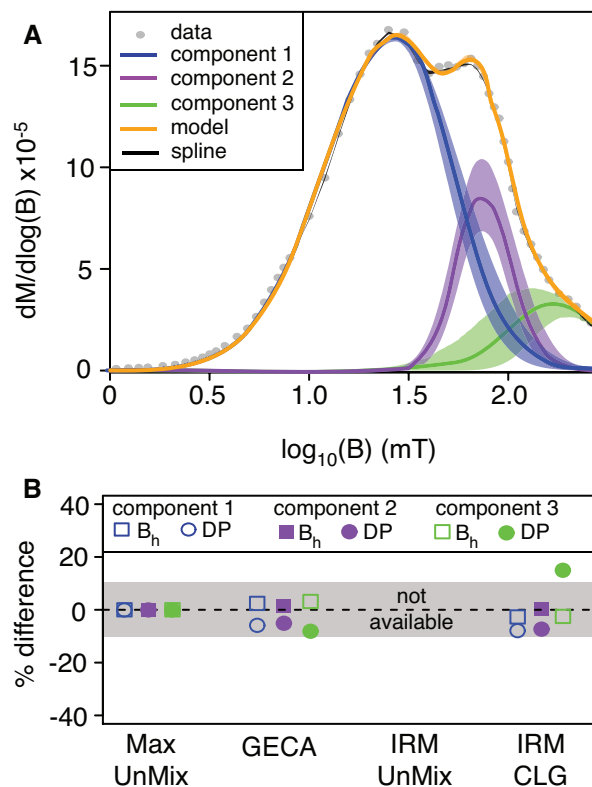 A
data
component 1
component 2
component 3
model
spline
dM/dlog(B) x10-5
15
10
5
0
0 0.5 1.0 1.5 2.0
log10(B) (mT)
B
component 1 component 2 component 3
Bh DP Bh DP Bh DP
% difference
40
20
0
-20
-40
not
available
Max
UnMix
GECA
IRM
UnMix
IRM
CLG